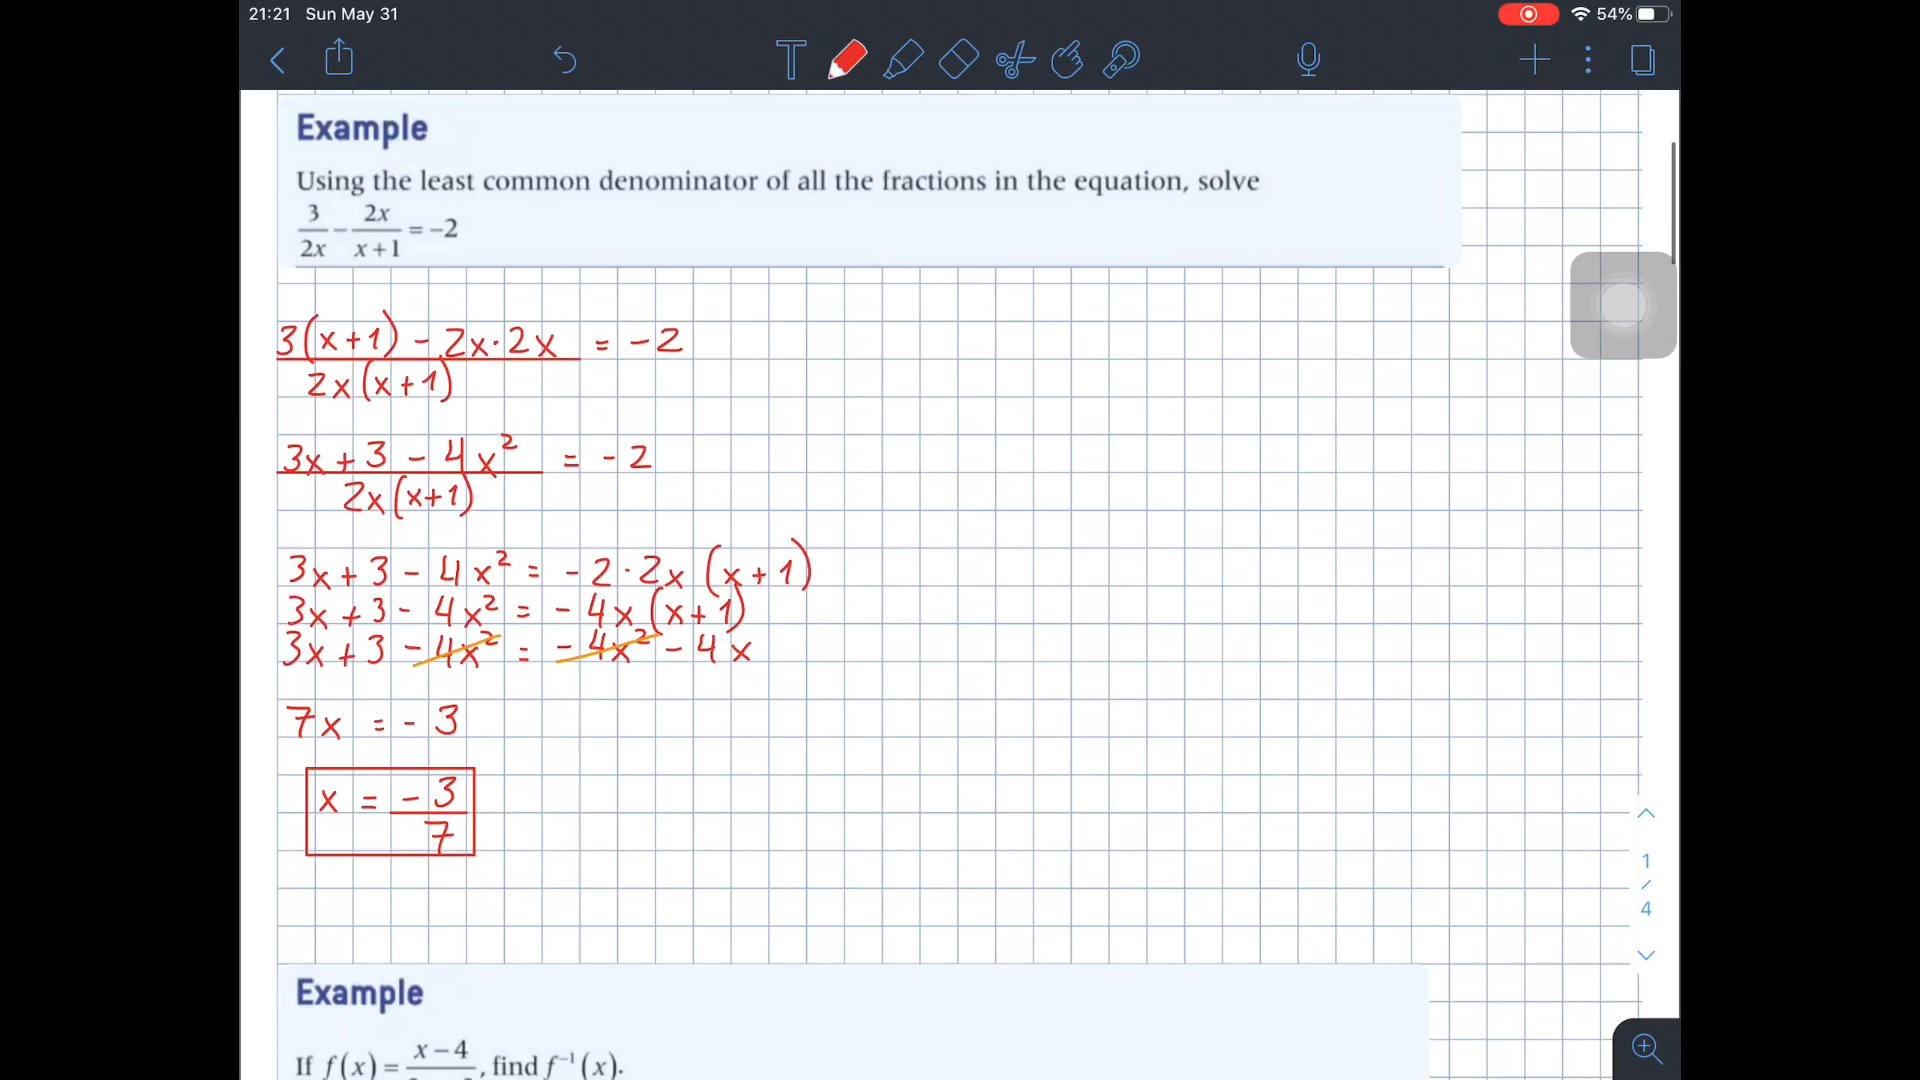 21:21 Sun May 31 54%
Example
Using the least common denominator of all the fractions in the equation, solve
3/2x - 2x/x+1 = -2
3(x+1) - 2x·2x / 2x(x+1) = -2
3x+3-4x² / 2x(x+1) = -2
3x+3-4x² = -2·2x(x+1)
3x+3-4x² = -4x(x+1)
3x+3-4x² = -4x²-4x
7x = -3
x = -3/7
1
/
4
Example
If f(x) = x-4 , find f⁻¹(x).